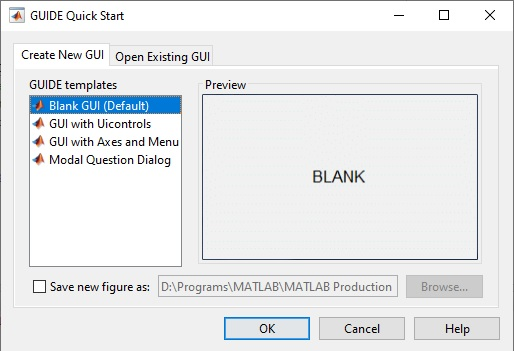 GUIDE Quick Start
Create New GUI
Open Existing GUI
GUIDE templates
Preview
Blank GUI (Default)
GUI with Uicontrols
GUI with Axes and Menu
Modal Question Dialog
BLANK
Save new figure as:
D:\Programs\MATLAB\MATLAB Production
Browse...
OK
Cancel
Help